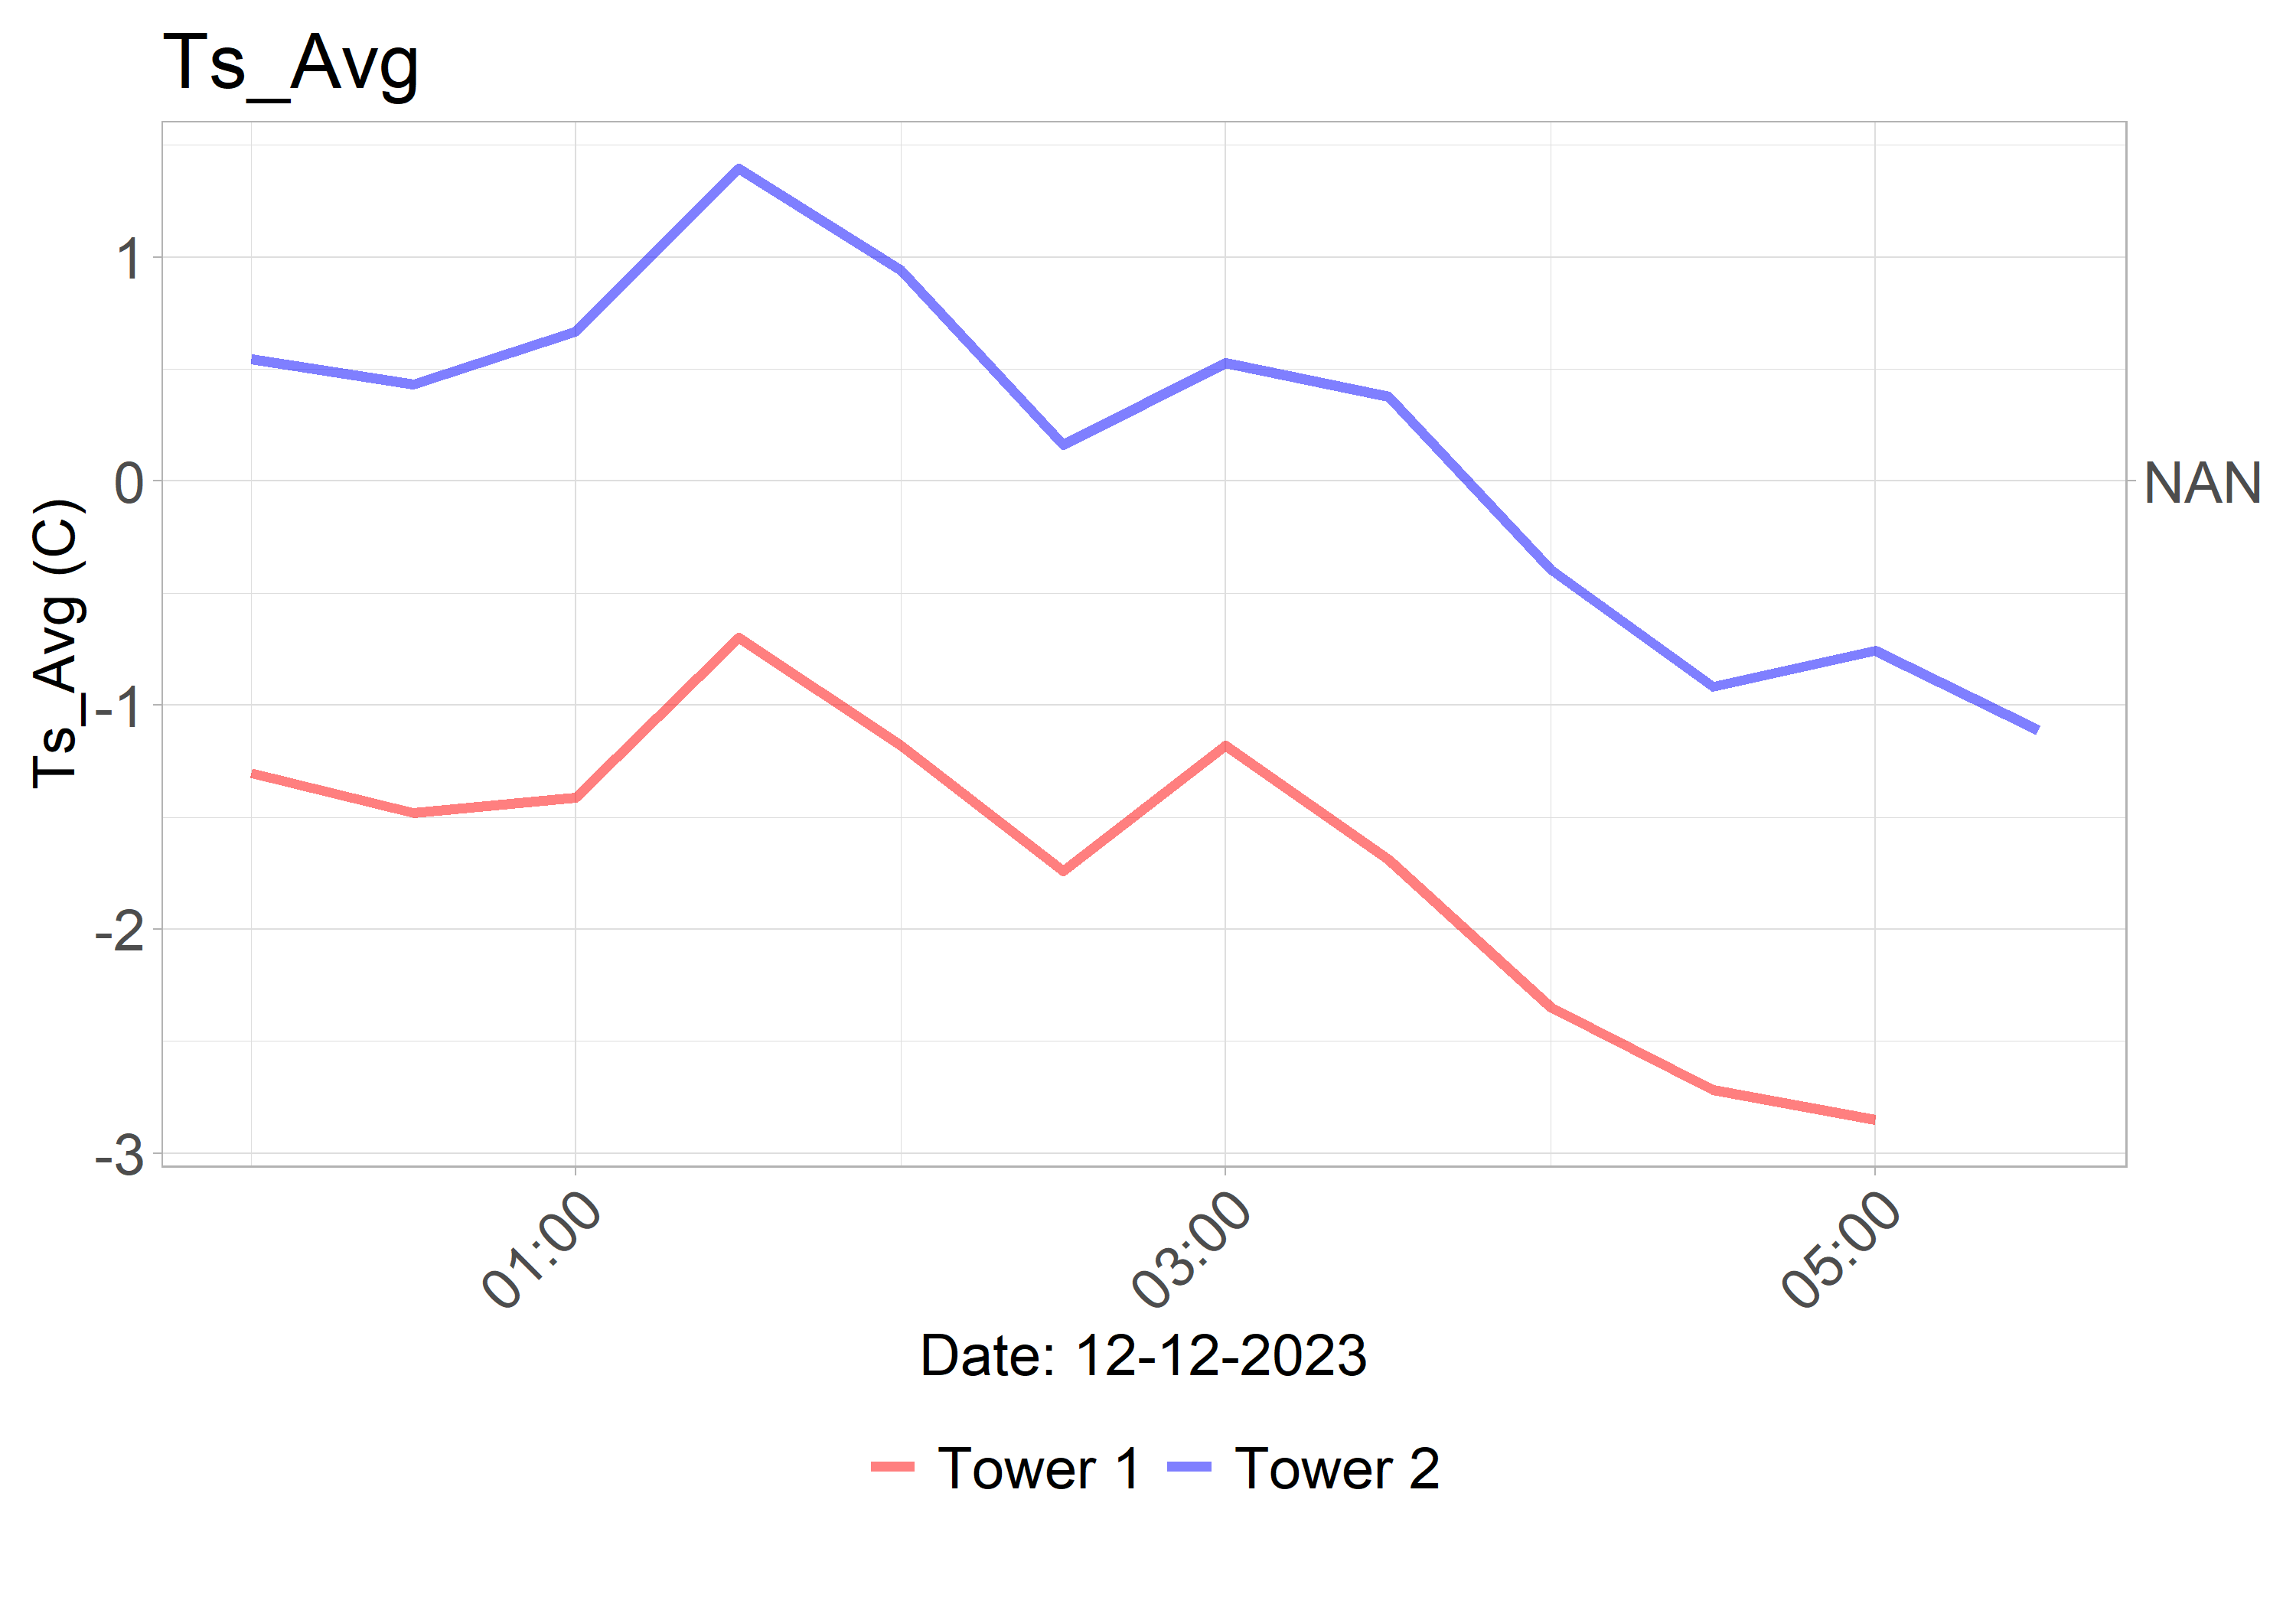 Ts_Avg
Ts_Avg (C)
1
0
-1
-2
-3
NAN
01:00
03:00
05:00
Date: 12-12-2023
Tower 1
Tower 2